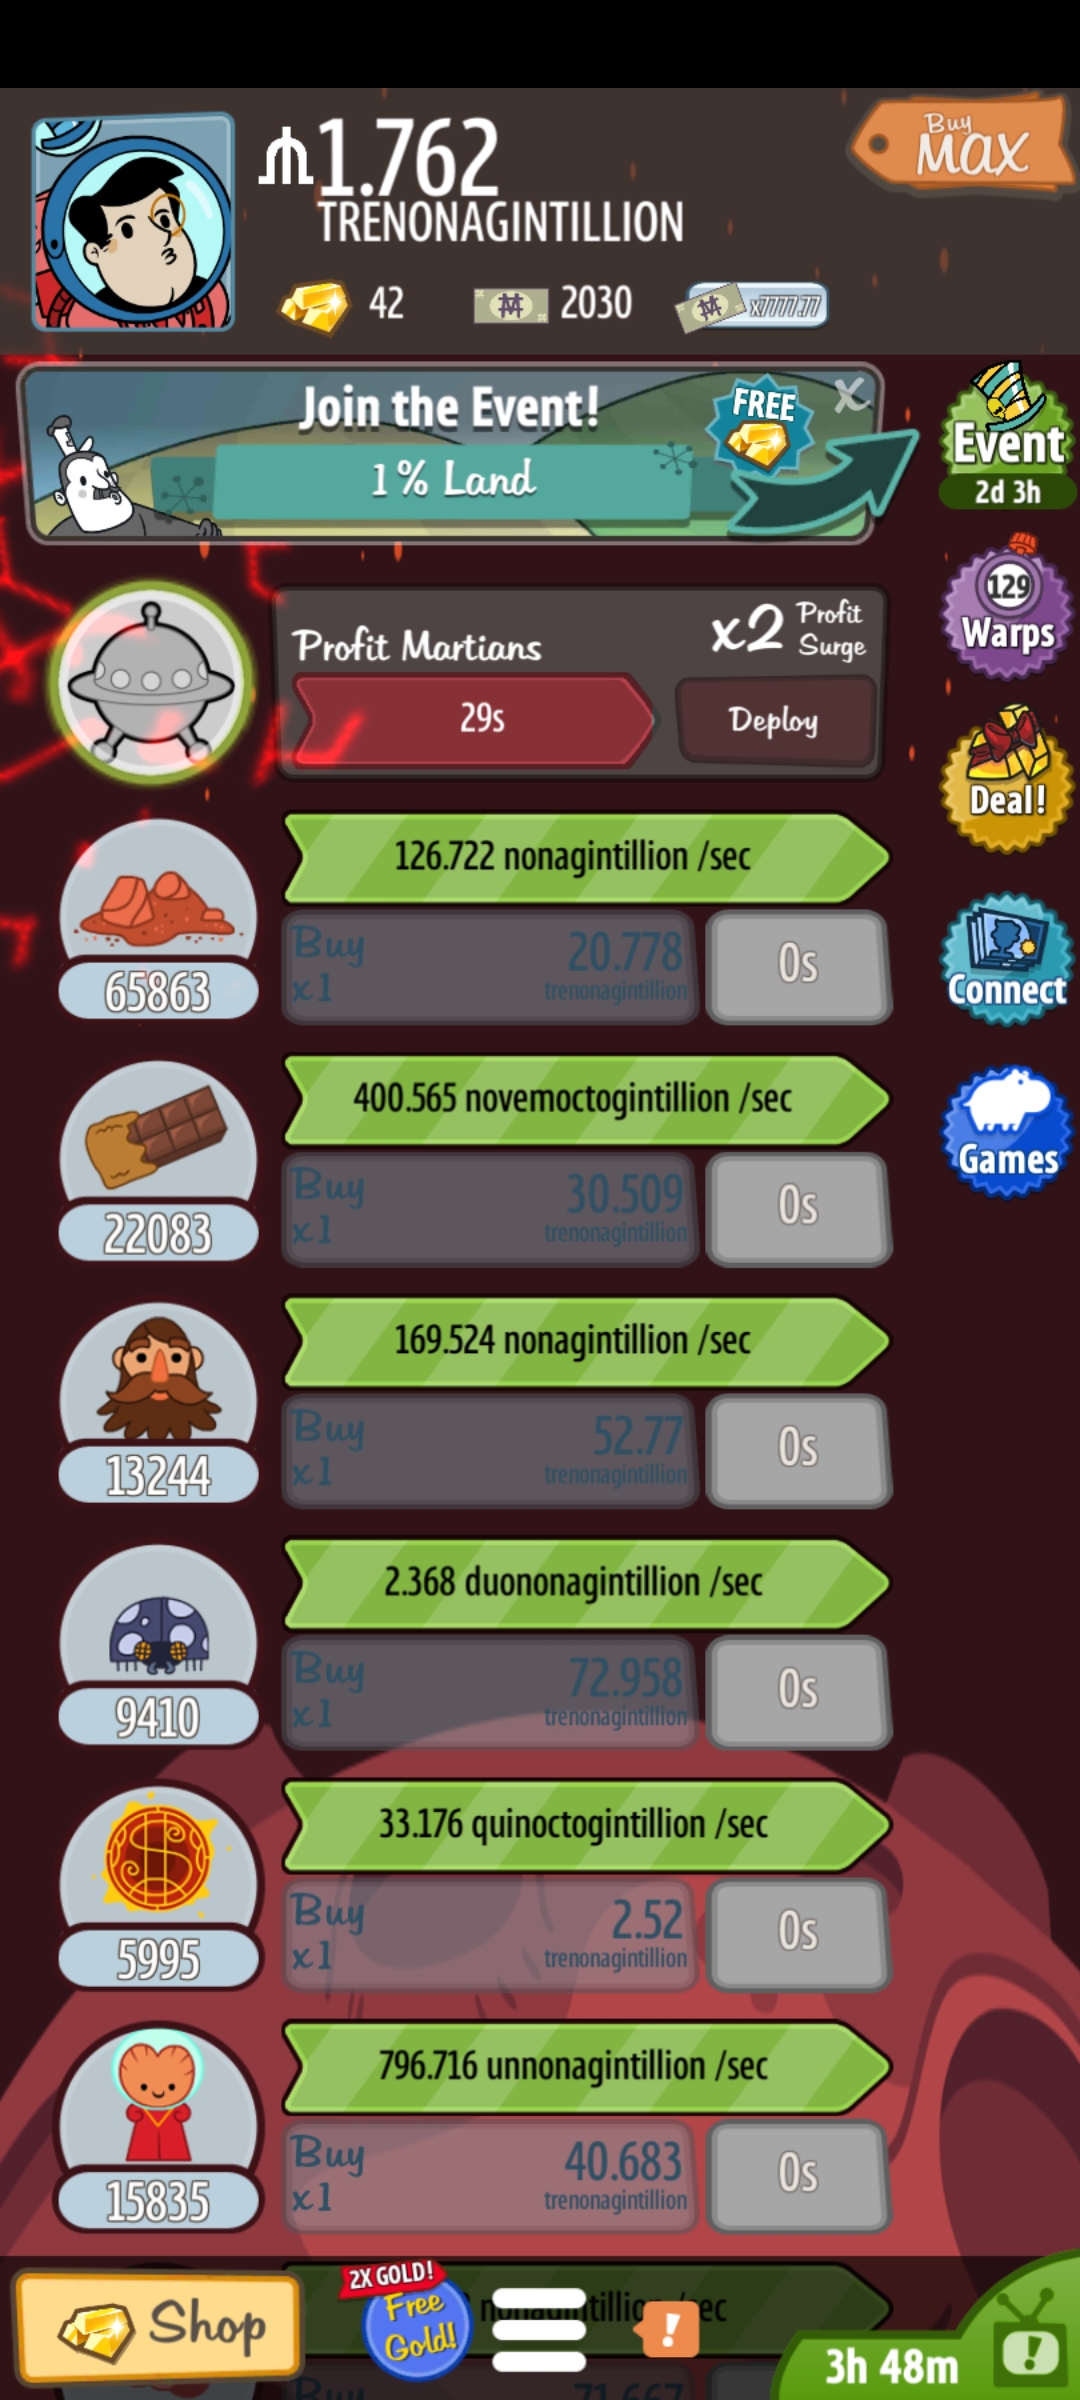 1.762
TRENONAGINTILLION
Buy
MAX
42
2030
x7777.77
Join the Event!
1% Land
FREE
X
Event
2d 3h
Profit Martians
x2 Profit
Surge
29s
Deploy
129
Warps
Deal!
126.722 nonagintillion /sec
Buy
x1
20.778
trenonagintillion
0s
65863
Connect
400.565 novemoctogintillion /sec
Buy
x1
30.509
trenonagintillion
0s
22083
Games
169.524 nonagintillion /sec
Buy
x1
52.77
trenonagintillion
0s
13244
2.368 duononagintillion /sec
Buy
x1
72.958
trenonagintillion
0s
9410
33.176 quinoctogintillion /sec
Buy
x1
2.52
trenonagintillion
0s
5995
796.716 unnonagintillion /sec
Buy
x1
40.683
trenonagintillion
0s
15835
Shop
2X GOLD!
Free
Gold!
!
3h 48m
!
Buy
71.667